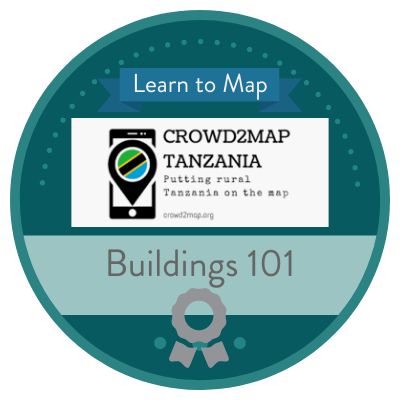 Learn to Map
CROWD2MAP
TANZANIA
Putting rural
Tanzania on the map
crowd2map.org
Buildings 101